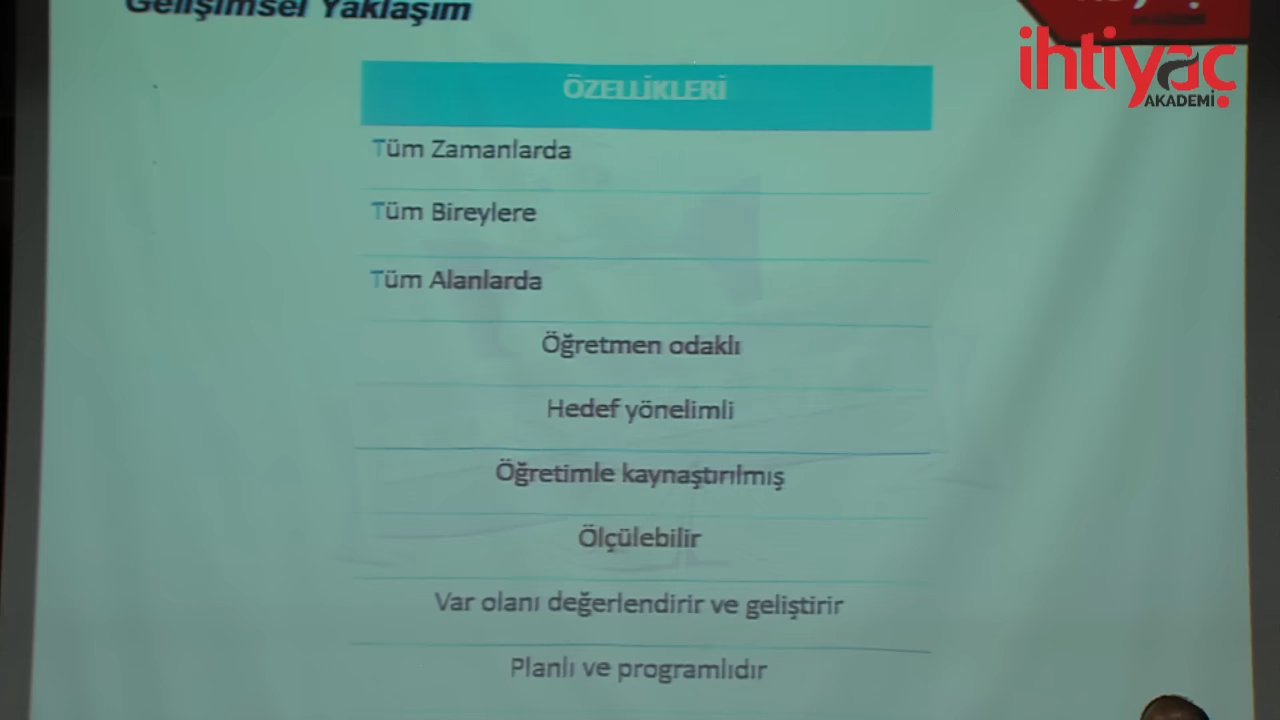 Gelişimsel Yaklaşım
ihtiyaç
AKADEMİ
ÖZELLİKLERİ
Tüm Zamanlarda
Tüm Bireylere
Tüm Alanlarda
Öğretmen odaklı
Hedef yönelimli
Öğretimle kaynaştırılmış
Ölçülebilir
Var olanı değerlendirir ve geliştirir
Planlı ve programlıdır